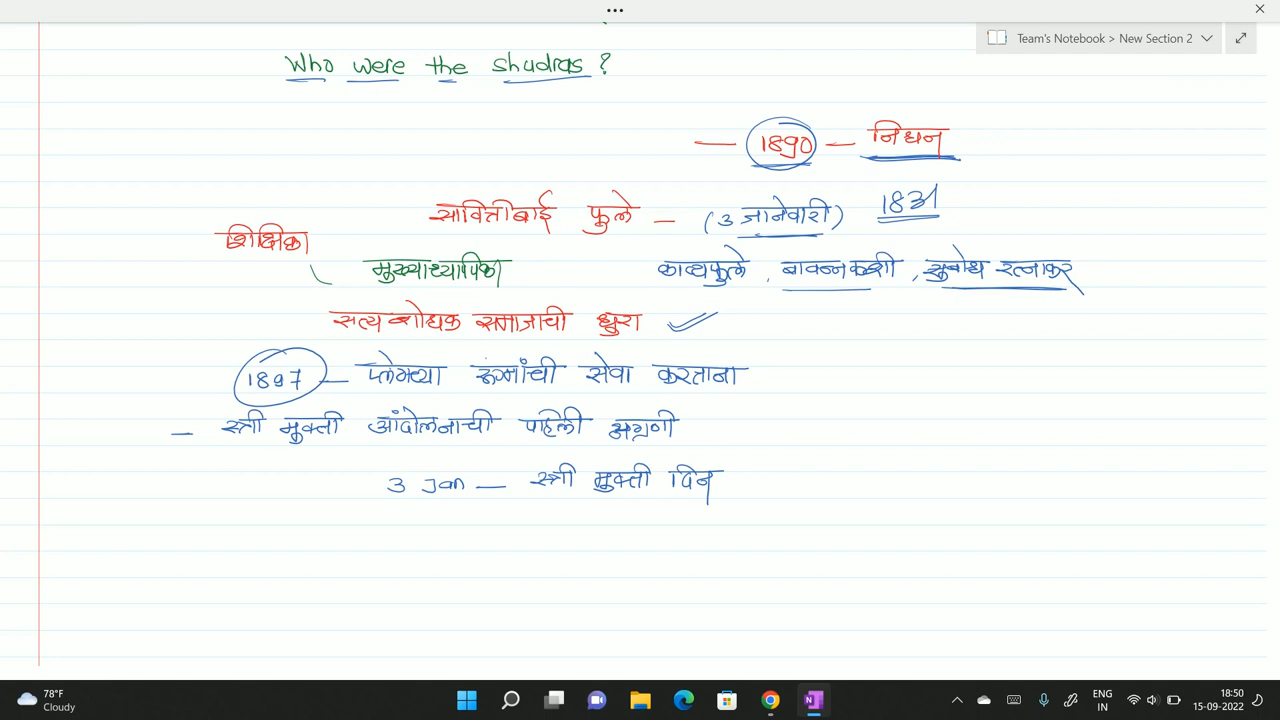 Team's Notebook > New Section 2
Who were the shudras ?
— 1890 — निधन
सावित्रीबाई फुले — (3 जानेवारी) 1831
शिक्षिका
मुख्याध्यापिका काव्यफुले , बावन्नकशी , सुबोध रत्नाकर
सत्यशोधक समाजाची धुरा
1897 — प्लेगच्या रुग्णांची सेवा करताना
— स्त्री मुक्ती आंदोलनाची पहिली अग्रणी
3 Jan — स्त्री मुक्ती दिन
78°F
Cloudy
ENG
IN
18:50
15-09-2022